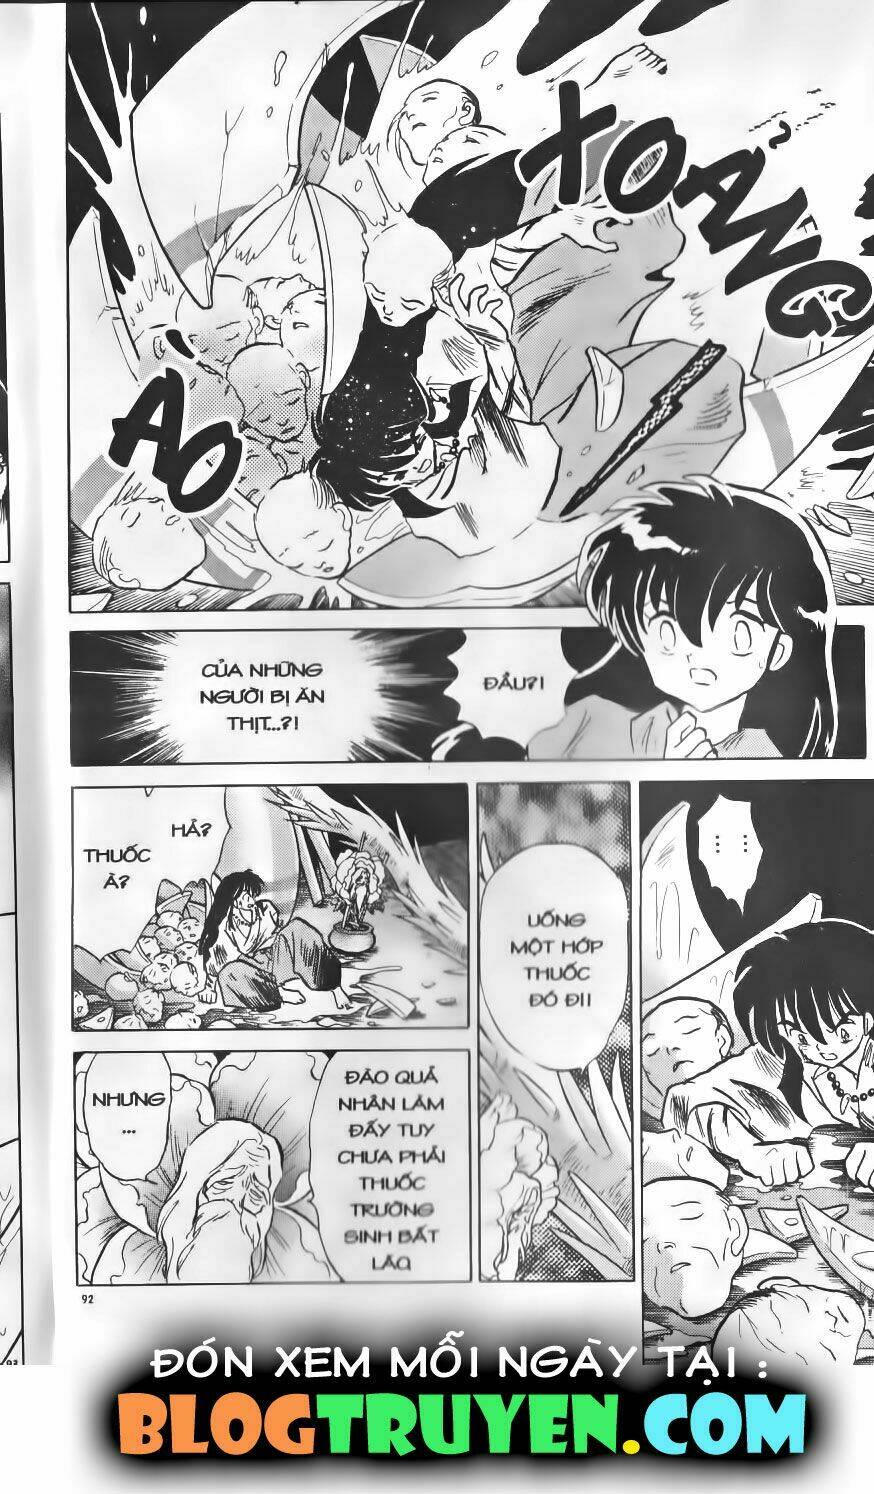 XOẢNG
ÀO
ĐẦU?!
CỦA NHỮNG
NGƯỜI BỊ ĂN
THỊT...?!
...
...
UỐNG
MỘT HỚP
THUỐC
ĐÓ ĐI!
HẢ?
THUỐC
À?
ĐÀO QUẢ
NHÂN LÀM
ĐẤY TUY
CHƯA PHẢI
THUỐC
TRƯỜNG
SINH BẤT
LÃO
NHƯNG
...
92
93
ĐÓN XEM MỖI NGÀY TẠI :
BLOGTRUYEN.COM